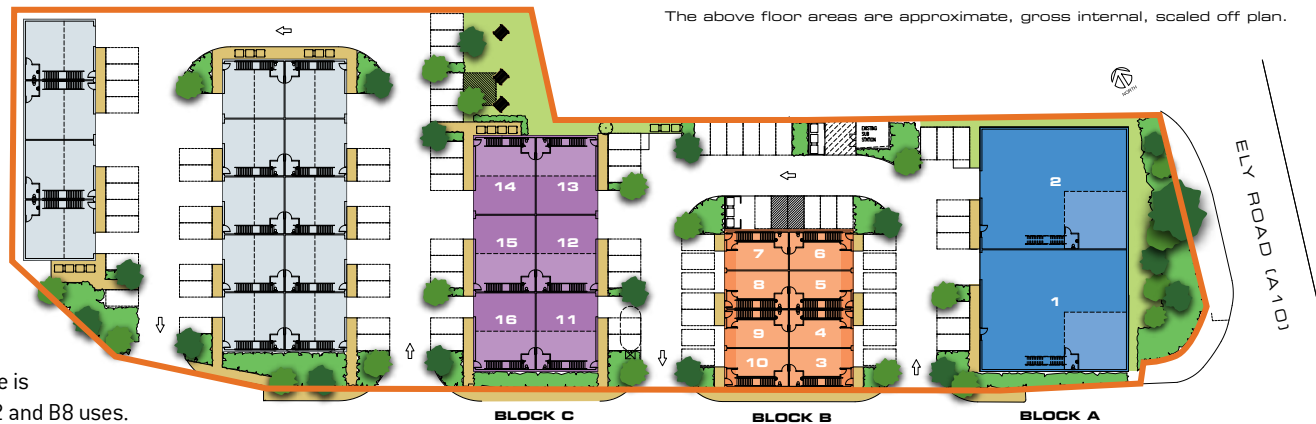 The above floor areas are approximate, gross internal, scaled off plan.
NORTH
ELY ROAD (A10)
EXISTING
SUB
STATION
14 13
15 12
16 11
7 6
8 5
9 4
10 3
2
1
e is
2 and B8 uses.
BLOCK C
BLOCK B
BLOCK A